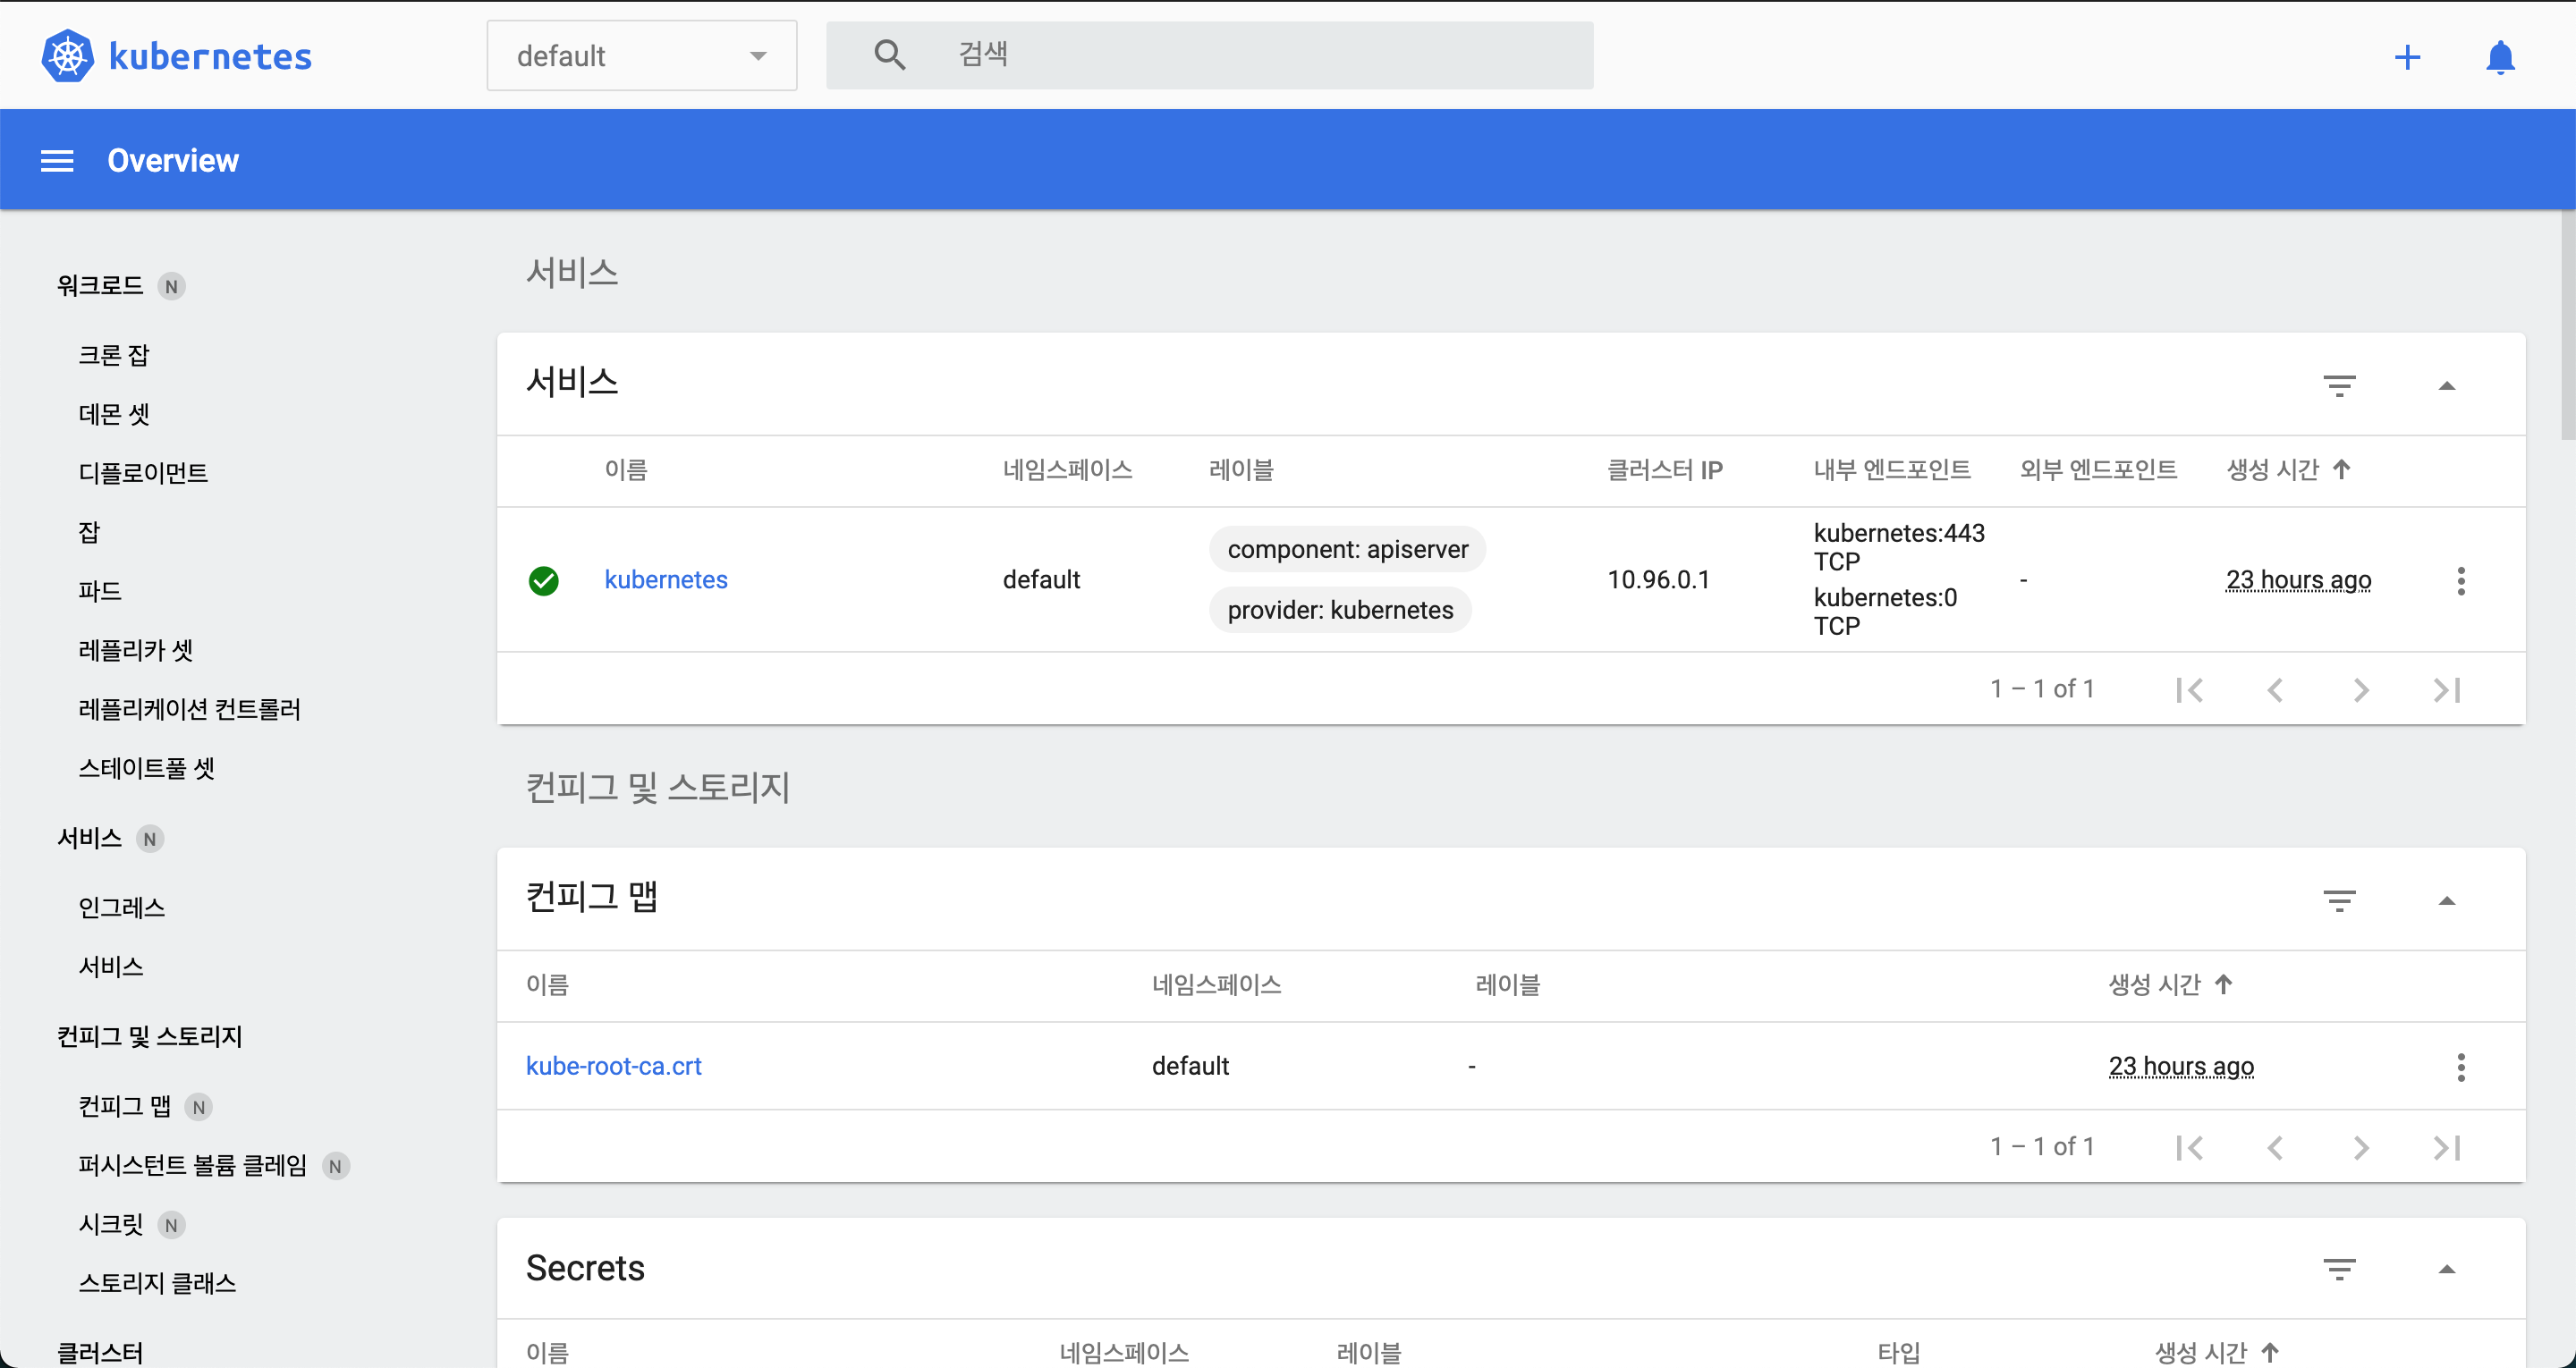 kubernetes
default
검색
Overview
워크로드 N
크론 잡
데몬 셋
디플로이먼트
잡
파드
레플리카 셋
레플리케이션 컨트롤러
스테이트풀 셋
서비스 N
인그레스
서비스
컨피그 및 스토리지
컨피그 맵 N
퍼시스턴트 볼륨 클레임 N
시크릿 N
스토리지 클래스
클러스터
서비스
서비스
이름 네임스페이스 레이블 클러스터 IP 내부 엔드포인트 외부 엔드포인트 생성 시간
kubernetes default component: apiserver provider: kubernetes 10.96.0.1 kubernetes:443 TCP kubernetes:0 TCP - 23 hours ago
1 – 1 of 1
컨피그 및 스토리지
컨피그 맵
이름 네임스페이스 레이블 생성 시간
kube-root-ca.crt default - 23 hours ago
1 – 1 of 1
Secrets
이름 네임스페이스 레이블 타입 생성 시간